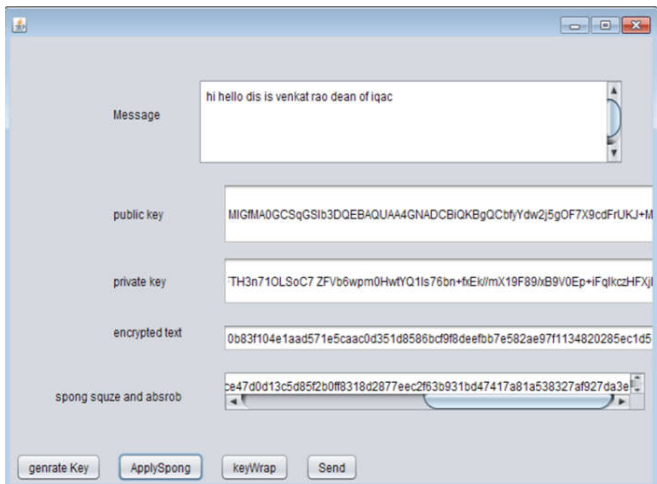 Message
hi hello dis is venkat rao dean of iqac
public key
MIGfMA0GCSqGSIb3DQEBAQUAA4GNADCBiQKBgQCbfyYdw2j5gOF7X9cdFrUKJ+M
private key
TH3n71OLSoC7 ZFVb6wpm0HwfYQ1Is76bn+fxEk//mX19F89/xB9V0Ep+iFqIkczHFXjl
encrypted text
0b83f104e1aad571e5caac0d351d8586bcf9f8deefbb7e582ae97f1134820285ec1d5
spong squze and absrob
ce47d0d13c5d85f2b0ff8318d2877eec2f63b931bd47417a81a538327af927da3e
genrate Key ApplySpong keyWrap Send